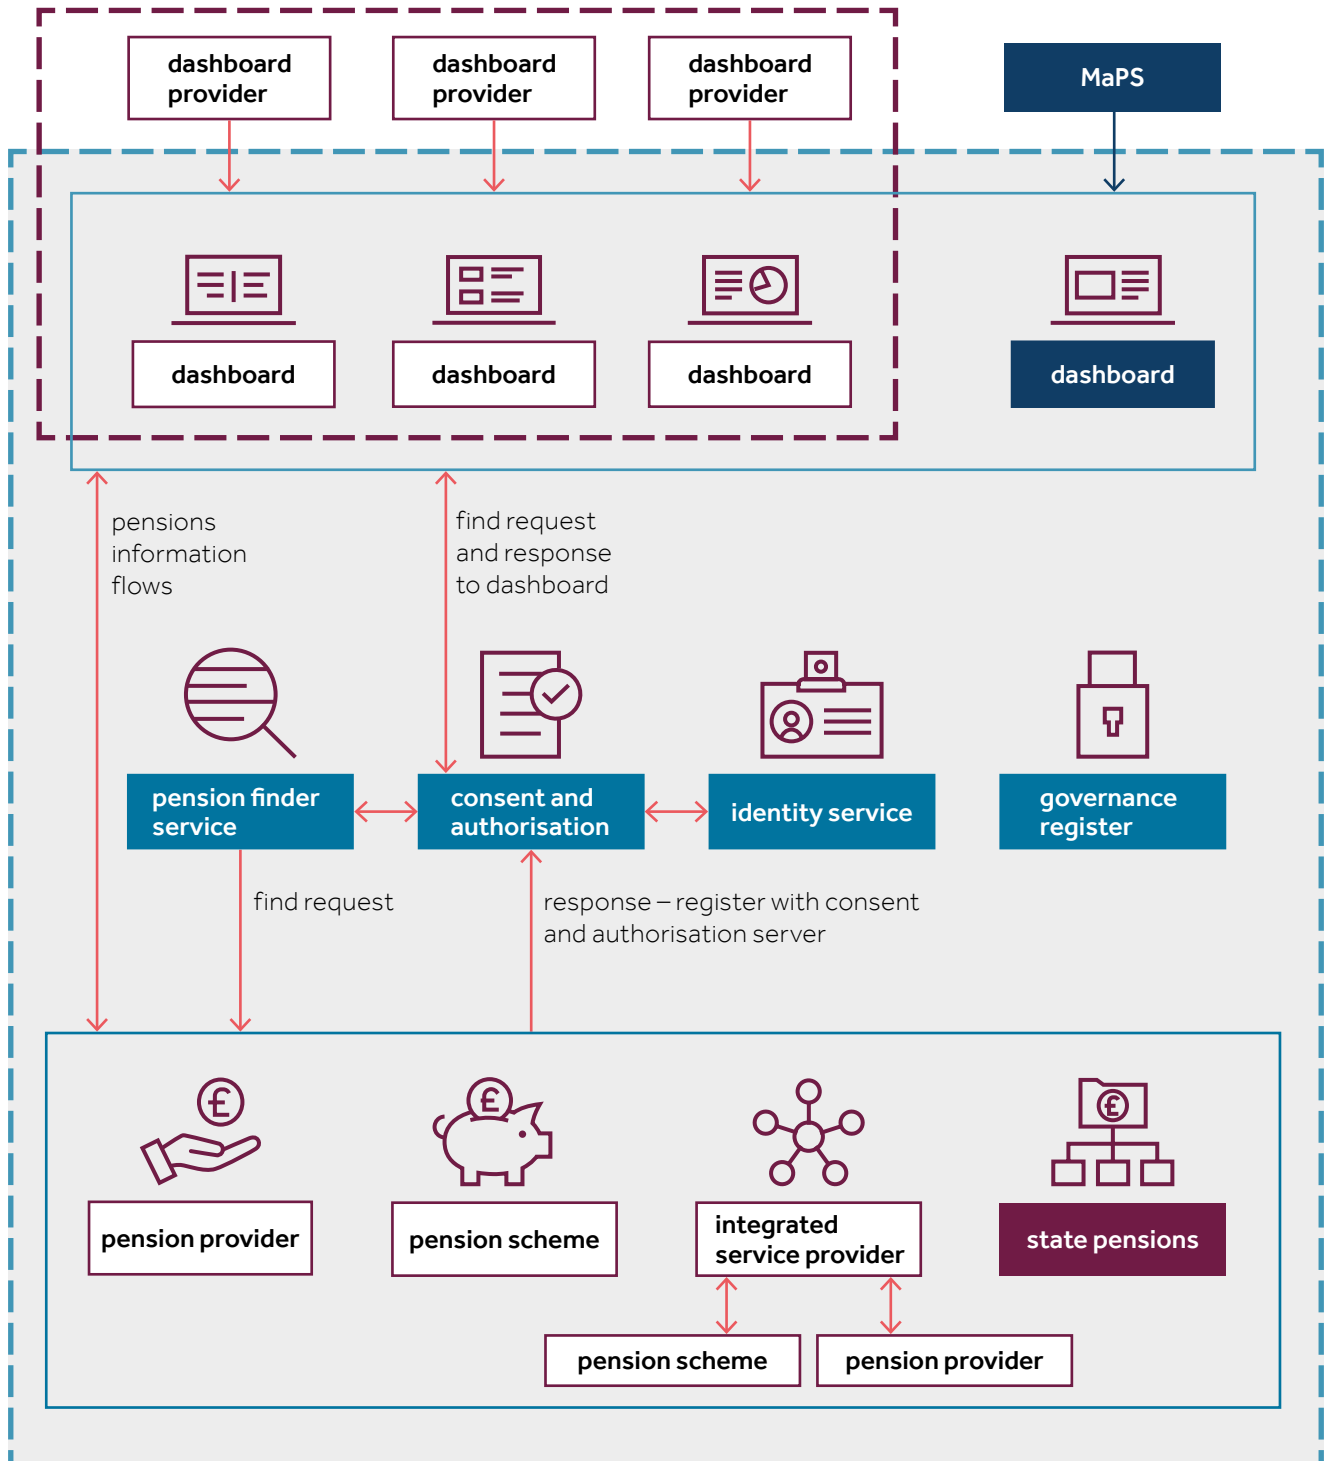 dashboard
provider
dashboard
provider
dashboard
provider
MaPS
dashboard
dashboard
dashboard
dashboard
pensions
information
flows
find request
and response
to dashboard
pension finder
service
consent and
authorisation
identity service
governance
register
find request
response – register with consent
and authorisation server
£
£
£
pension provider
pension scheme
integrated
service provider
state pensions
pension scheme
pension provider